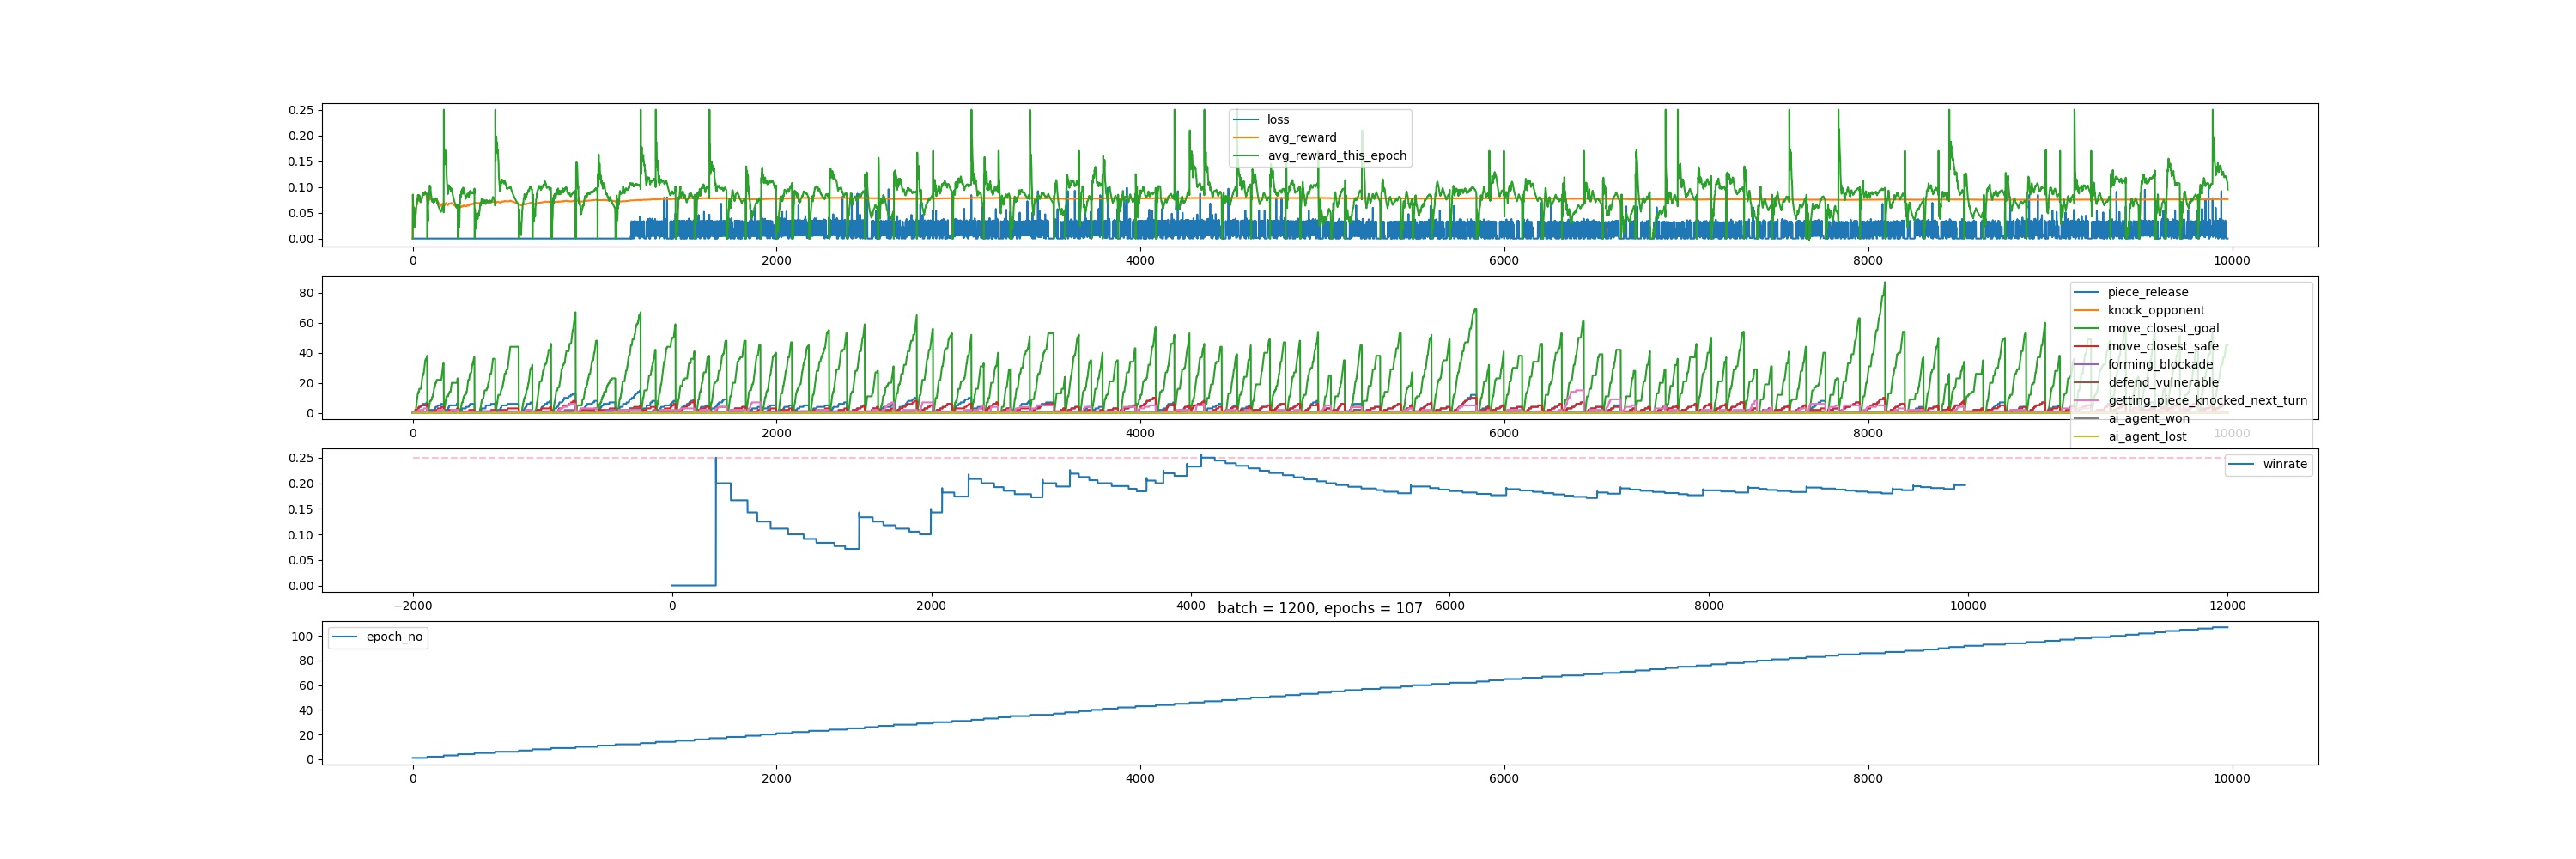 0.25
0.20
0.15
0.10
0.05
0.00
loss
avg_reward
avg_reward_this_epoch
0 2000 4000 6000 8000 10000
80
60
40
20
0
piece_release
knock_opponent
move_closest_goal
move_closest_safe
forming_blockade
defend_vulnerable
getting_piece_knocked_next_turn
ai_agent_won
ai_agent_lost
0 2000 4000 6000 8000 10000
0.25
0.20
0.15
0.10
0.05
0.00
winrate
−2000 0 2000 4000 6000 8000 10000 12000
batch = 1200, epochs = 107
100
80
60
40
20
0
epoch_no
0 2000 4000 6000 8000 10000